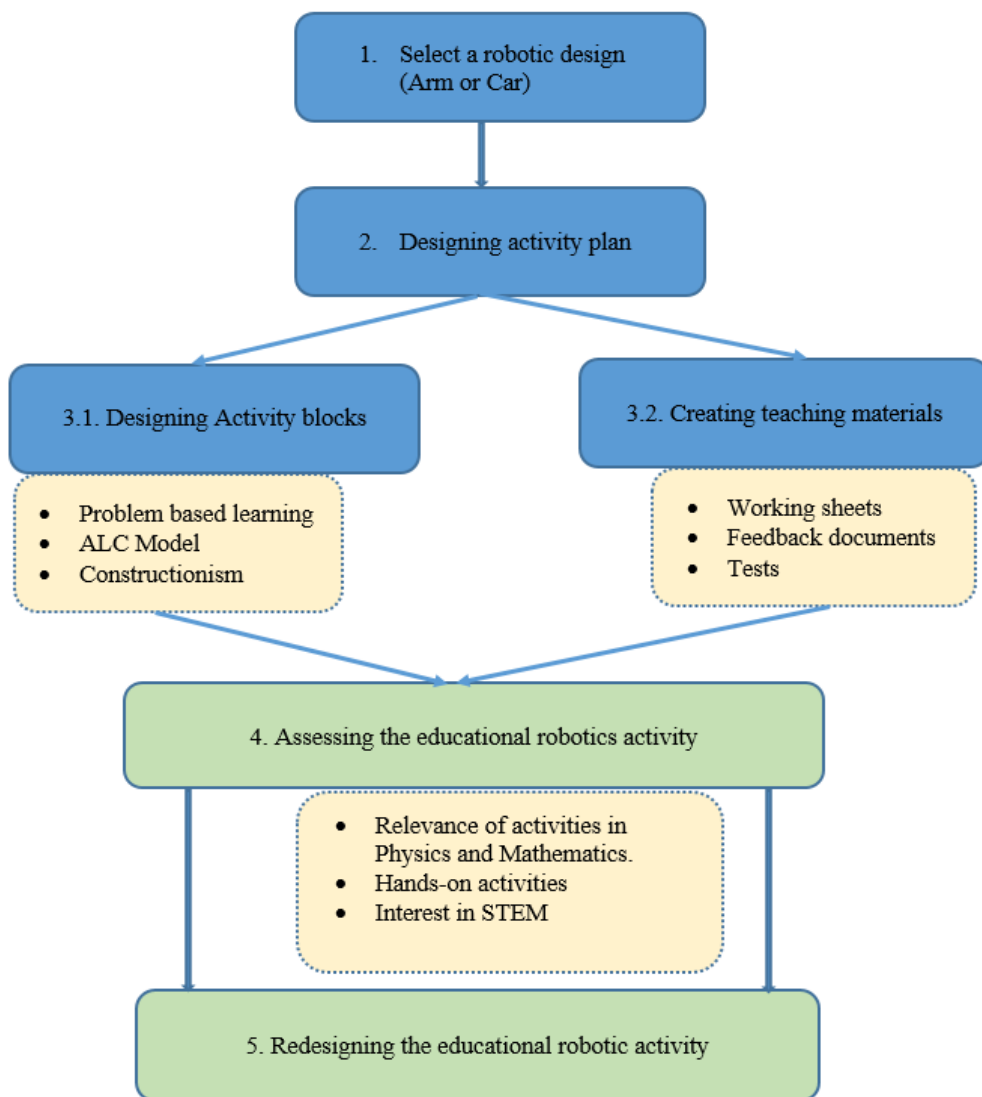 1. Select a robotic design
(Arm or Car)
2. Designing activity plan
3.1. Designing Activity blocks
3.2. Creating teaching materials
• Problem based learning
• ALC Model
• Constructionism
• Working sheets
• Feedback documents
• Tests
4. Assessing the educational robotics activity
• Relevance of activities in
Physics and Mathematics.
• Hands-on activities
• Interest in STEM
5. Redesigning the educational robotic activity